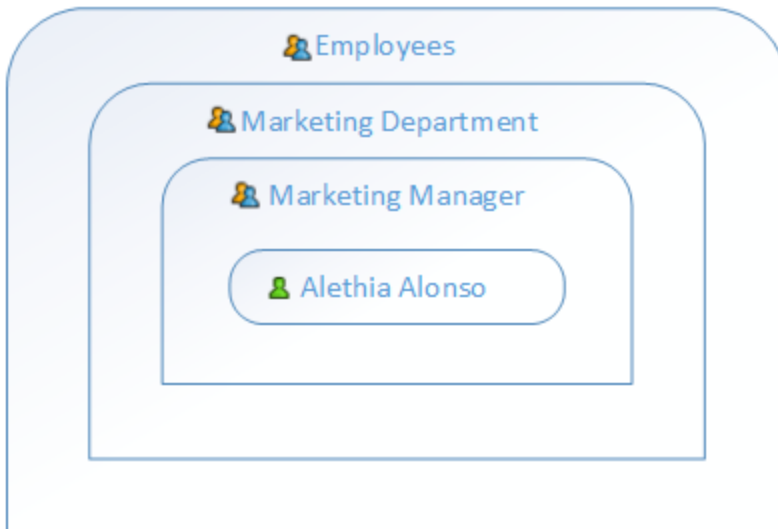 Employees
Marketing Department
Marketing Manager
Alethia Alonso